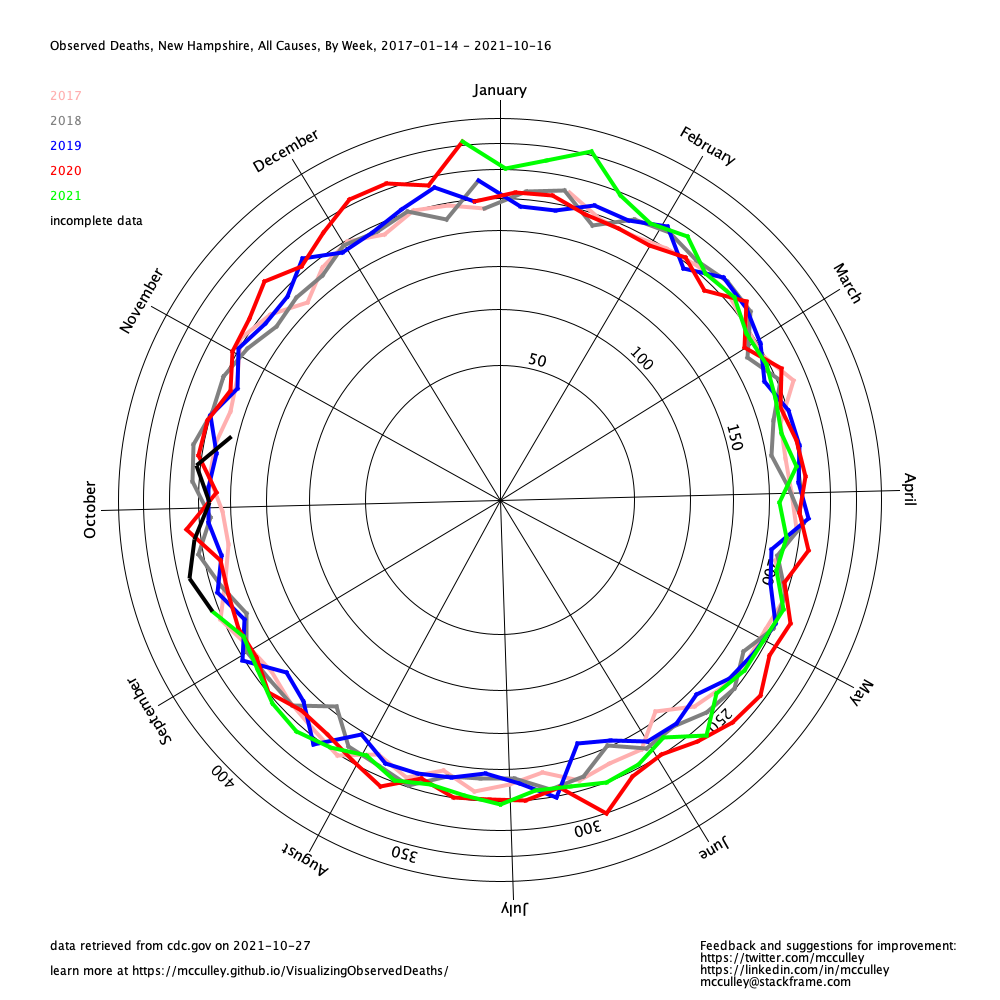 Observed Deaths, New Hampshire, All Causes, By Week, 2017-01-14 - 2021-10-16
January
2017
2018
2019
2020
2021
incomplete data
December
February
November
March
50
100
150
October
April
200
September
May
250
400
300
350
August
June
July
data retrieved from cdc.gov on 2021-10-27
learn more at https://mcculley.github.io/VisualizingObservedDeaths/
Feedback and suggestions for improvement:
https://twitter.com/mcculley
https://linkedin.com/in/mcculley
mcculley@stackframe.com